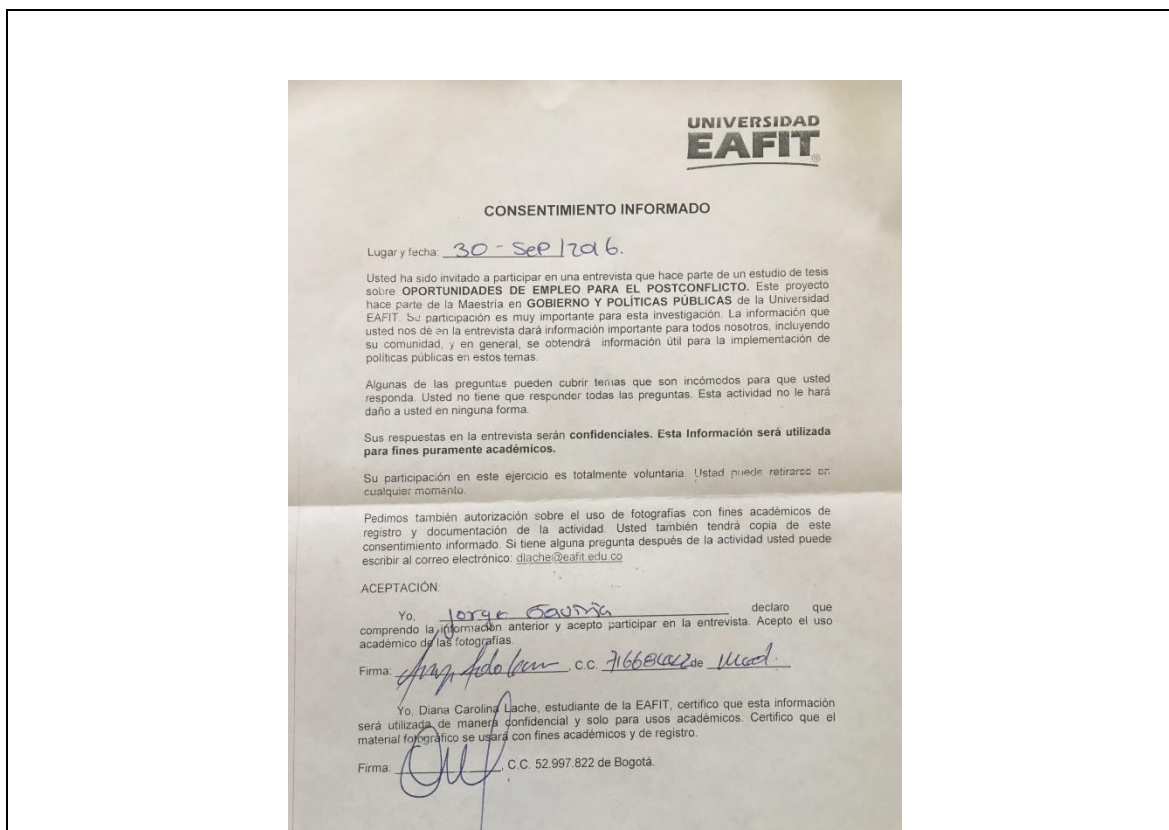 UNIVERSIDAD
EAFIT®
CONSENTIMIENTO INFORMADO
Lugar y fecha: 30 - Sep / 2016.
Usted ha sido invitado a participar en una entrevista que hace parte de un estudio de tesis
sobre OPORTUNIDADES DE EMPLEO PARA EL POSTCONFLICTO. Este proyecto
hace parte de la Maestría en GOBIERNO Y POLÍTICAS PÚBLICAS de la Universidad
EAFIT. Su participación es muy importante para esta investigación. La información que
usted nos de en la entrevista dará información importante para todos nosotros, incluyendo
su comunidad, y en general, se obtendrá información útil para la implementación de
políticas públicas en estos temas.
Algunas de las preguntas pueden cubrir temas que son incómodos para que usted
responda. Usted no tiene que responder todas las preguntas. Esta actividad no le hará
daño a usted en ninguna forma.
Sus respuestas en la entrevista serán confidenciales. Esta Información será utilizada
para fines puramente académicos.
Su participación en este ejercicio es totalmente voluntaria. Usted puede retirarse en
cualquier momento.
Pedimos también autorización sobre el uso de fotografías con fines académicos de
registro y documentación de la actividad. Usted también tendrá copia de este
consentimiento informado. Si tiene alguna pregunta después de la actividad usted puede
escribir al correo electrónico: dlache@eafit.edu.co
ACEPTACIÓN:
Yo, Jorge Gaviria declaro que
comprendo la información anterior y acepto participar en la entrevista. Acepto el uso
académico de las fotografías.
Firma: , C.C. de Med.
Yo, Diana Carolina Lache, estudiante de la EAFIT, certifico que esta información
será utilizada de manera confidencial y solo para usos académicos. Certifico que el
material fotográfico se usará con fines académicos y de registro.
Firma: , C.C. 52.997.822 de Bogotá.